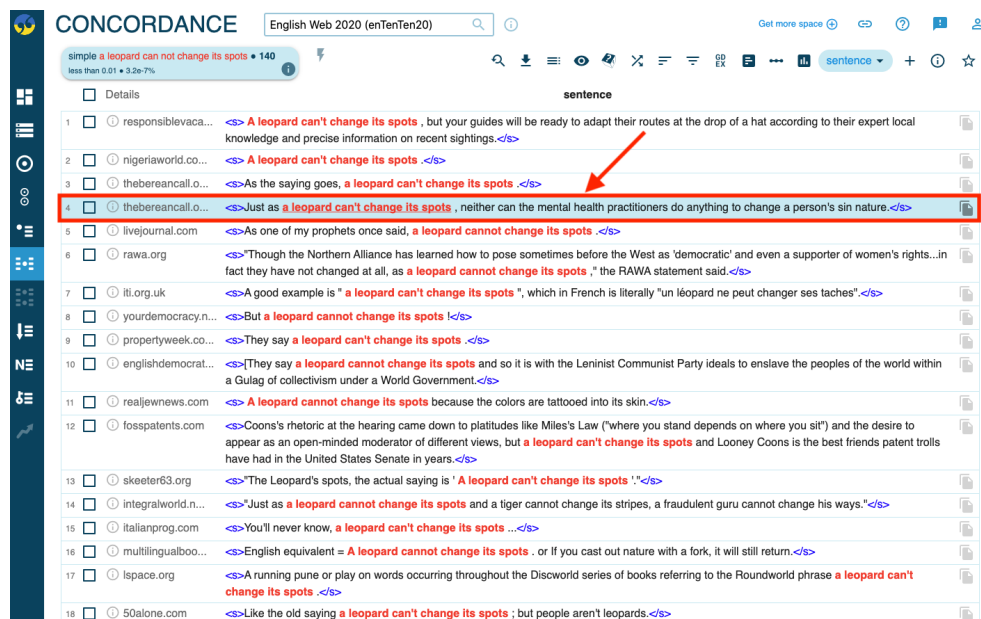 CONCORDANCE
English Web 2020 (enTenTen20)
Get more space
simple a leopard can not change its spots • 140
less than 0.01 • 3.2e-7%
GD
EX
sentence
Details
sentence
1 responsiblevaca... <s> A leopard can't change its spots , but your guides will be ready to adapt their routes at the drop of a hat according to their expert local
knowledge and precise information on recent sightings.</s>
2 nigeriaworld.co... <s> A leopard can't change its spots .</s>
3 thebereancall.o... <s>As the saying goes, a leopard can't change its spots .</s>
4 thebereancall.o... <s>Just as a leopard can't change its spots , neither can the mental health practitioners do anything to change a person's sin nature.</s>
5 livejournal.com <s>As one of my prophets once said, a leopard cannot change its spots .</s>
6 rawa.org <s>"Though the Northern Alliance has learned how to pose sometimes before the West as 'democratic' and even a supporter of women's rights...in
fact they have not changed at all, as a leopard cannot change its spots ," the RAWA statement said.</s>
7 iti.org.uk <s>A good example is " a leopard can't change its spots ", which in French is literally "un léopard ne peut changer ses taches".</s>
8 yourdemocracy.n... <s>But a leopard cannot change its spots !</s>
9 propertyweek.co... <s>They say a leopard can't change its spots .</s>
10 englishdemocrat... <s>[They say a leopard cannot change its spots and so it is with the Leninist Communist Party ideals to enslave the peoples of the world within
a Gulag of collectivism under a World Government.</s>
11 realjewnews.com <s> A leopard cannot change its spots because the colors are tattooed into its skin.</s>
12 fosspatents.com <s>Coons's rhetoric at the hearing came down to platitudes like Miles's Law ("where you stand depends on where you sit") and the desire to
appear as an open-minded moderator of different views, but a leopard can't change its spots and Looney Coons is the best friends patent trolls
have had in the United States Senate in years.</s>
13 skeeter63.org <s>"The Leopard's spots, the actual saying is ' A leopard can't change its spots '."</s>
14 integralworld.n... <s>"Just as a leopard cannot change its spots and a tiger cannot change its stripes, a fraudulent guru cannot change his ways."</s>
15 italianprog.com <s>You'll never know, a leopard can't change its spots ...</s>
16 multilingualboo... <s>English equivalent = A leopard cannot change its spots . or If you cast out nature with a fork, it will still return.</s>
17 lspace.org <s>A running pune or play on words occurring throughout the Discworld series of books referring to the Roundworld phrase a leopard can't
change its spots .</s>
18 50alone.com <s>Like the old saying a leopard can't change its spots ; but people aren't leopards.</s>